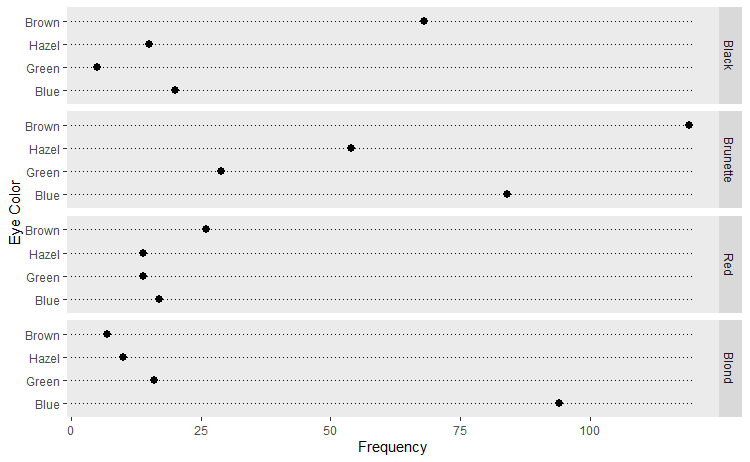 Brown
Hazel
Green
Blue
Black
Brown
Hazel
Green
Blue
Brunette
Brown
Hazel
Green
Blue
Red
Brown
Hazel
Green
Blue
Blond
Eye Color
0 25 50 75 100
Frequency